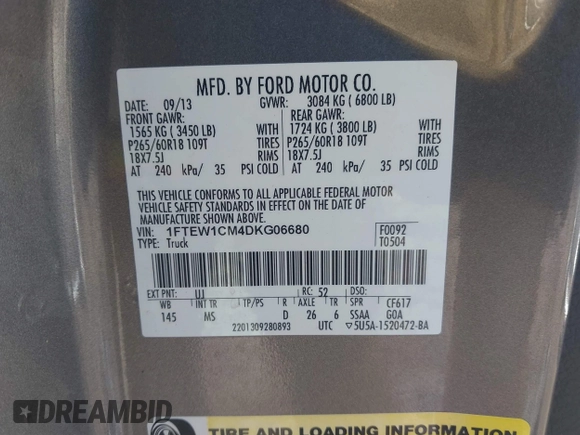 MFD. BY FORD MOTOR CO.
DATE: 09/13 GVWR: 3084 KG ( 6800 LB)
FRONT GAWR: REAR GAWR:
1565 KG ( 3450 LB) WITH 1724 KG ( 3800 LB) WITH
P265/60R18 109T TIRES P265/60R18 109T TIRES
18X7.5J RIMS 18X7.5J RIMS
AT 240 kPa/ 35 PSI COLD AT 240 kPa/ 35 PSI COLD
THIS VEHICLE CONFORMS TO ALL APPLICABLE FEDERAL MOTOR
VEHICLE SAFETY STANDARDS IN EFFECT ON THE DATE OF
MANUFACTURE SHOWN ABOVE.
VIN: 1FTEW1CM4DKG06680 F0092
TYPE: Truck T0504
EXT PNT: UJ RC: 52 DSO:
WB INT TR TP/PS R AXLE TR SPR CF617
145 MS D 26 6 SSAA G0A
2201309280893 UTC ▽5U5A-1520472-BA
TIRE AND LOADING INFORMATION
DREAMBID